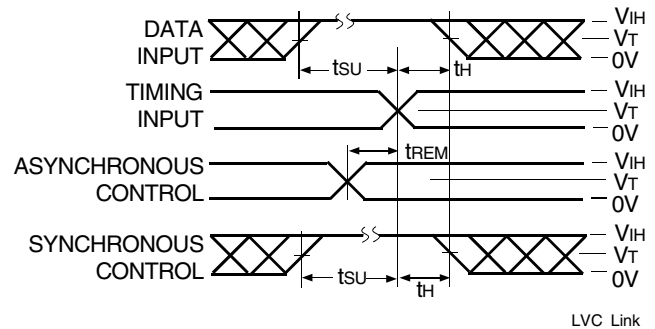 DATA
INPUT
tSU
tH
VIH
VT
0V
TIMING
INPUT
VIH
VT
0V
tREM
ASYNCHRONOUS
CONTROL
VIH
VT
0V
SYNCHRONOUS
CONTROL
tSU
tH
VIH
VT
0V
LVC Link